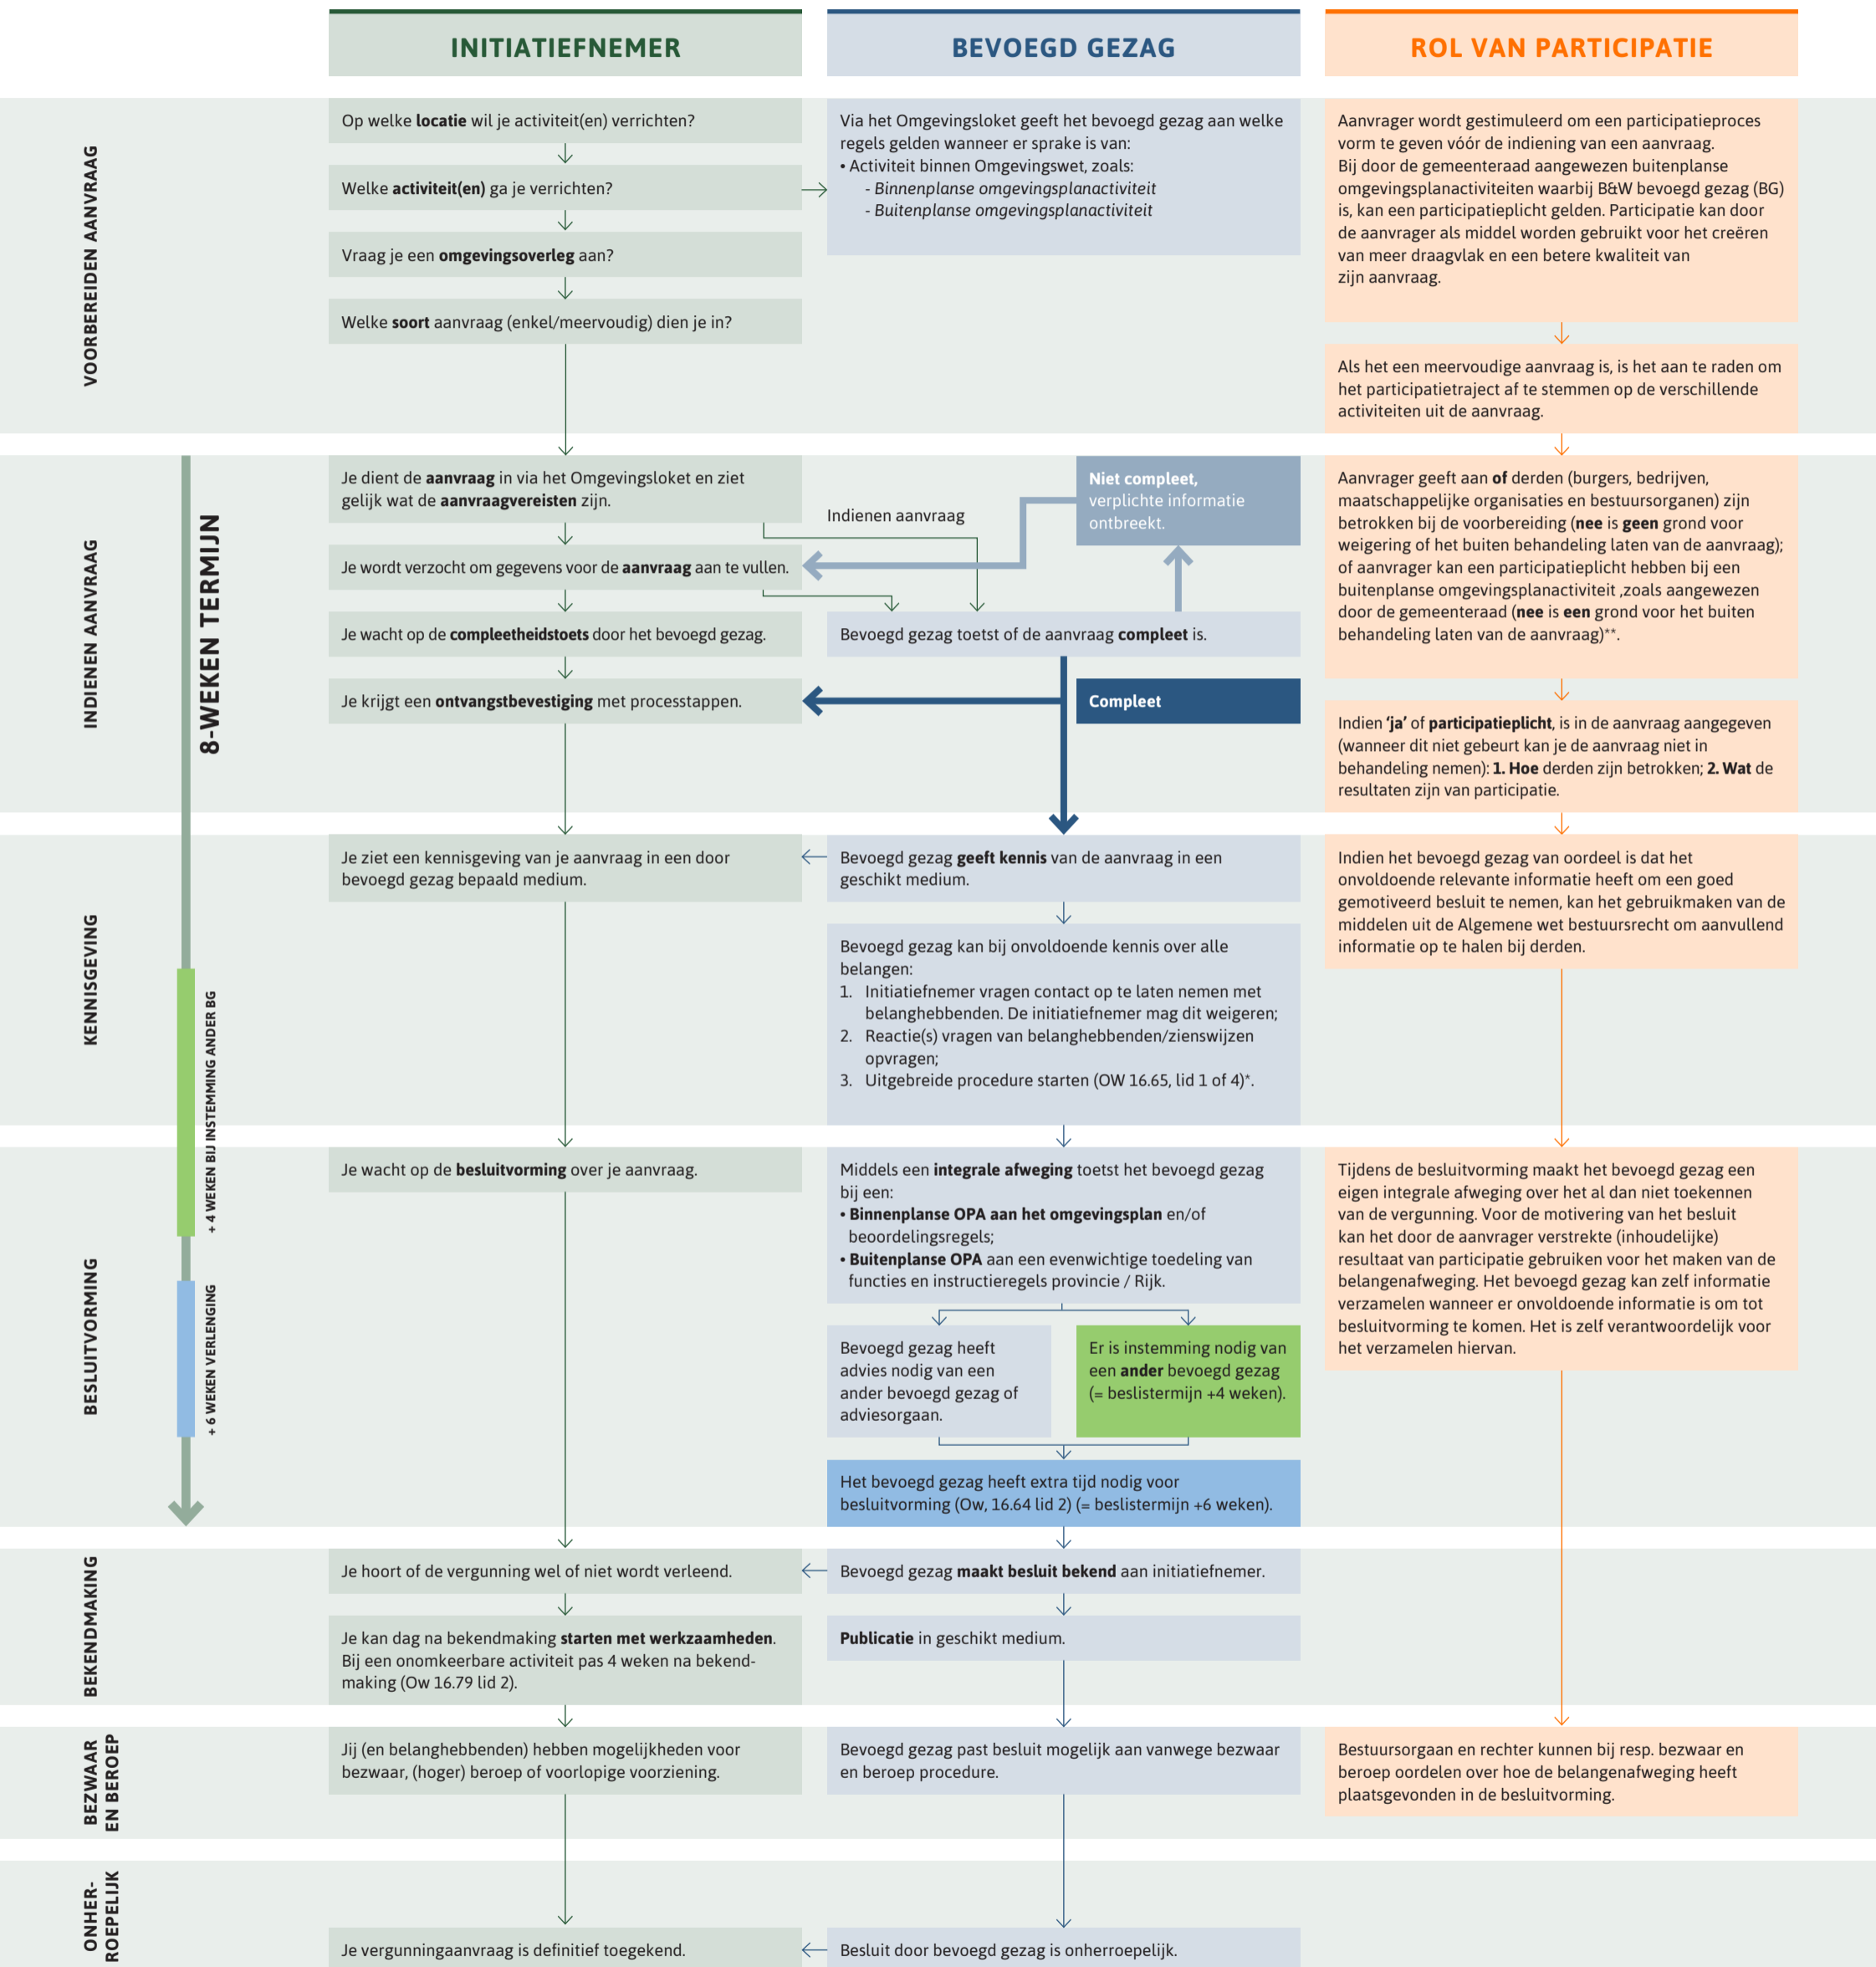 INITIATIEFNEMER
BEVOEGD GEZAG
ROL VAN PARTICIPATIE
VOORBEREIDEN AANVRAAG
Op welke locatie wil je activiteit(en) verrichten?
Welke activiteit(en) ga je verrichten?
Vraag je een omgevingsoverleg aan?
Welke soort aanvraag (enkel/meervoudig) dien je in?
Via het Omgevingsloket geeft het bevoegd gezag aan welke
regels gelden wanneer er sprake is van:
• Activiteit binnen Omgevingswet, zoals:
- Binnenplanse omgevingsplanactiviteit
- Buitenplanse omgevingsplanactiviteit
Aanvrager wordt gestimuleerd om een participatieproces
vorm te geven vóór de indiening van een aanvraag.
Bij door de gemeenteraad aangewezen buitenplanse
omgevingsplanactiviteiten waarbij B&W bevoegd gezag (BG)
is, kan een participatieplicht gelden. Participatie kan door
de aanvrager als middel worden gebruikt voor het creëren
van meer draagvlak en een betere kwaliteit van
zijn aanvraag.
Als het een meervoudige aanvraag is, is het aan te raden om
het participatietraject af te stemmen op de verschillende
activiteiten uit de aanvraag.
INDIENEN AANVRAAG
8-WEKEN TERMIJN
Je dient de aanvraag in via het Omgevingsloket en ziet
gelijk wat de aanvraagvereisten zijn.
Je wordt verzocht om gegevens voor de aanvraag aan te vullen.
Je wacht op de compleetheidstoets door het bevoegd gezag.
Je krijgt een ontvangstbevestiging met processtappen.
Indienen aanvraag
Niet compleet,
verplichte informatie
ontbreekt.
Bevoegd gezag toetst of de aanvraag compleet is.
Compleet
Aanvrager geeft aan of derden (burgers, bedrijven,
maatschappelijke organisaties en bestuursorganen) zijn
betrokken bij de voorbereiding (nee is geen grond voor
weigering of het buiten behandeling laten van de aanvraag);
of aanvrager kan een participatieplicht hebben bij een
buitenplanse omgevingsplanactiviteit ,zoals aangewezen
door de gemeenteraad (nee is een grond voor het buiten
behandeling laten van de aanvraag)**.
Indien ‘ja’ of participatieplicht, is in de aanvraag aangegeven
(wanneer dit niet gebeurt kan je de aanvraag niet in
behandeling nemen): 1. Hoe derden zijn betrokken; 2. Wat de
resultaten zijn van participatie.
KENNISGEVING
+ 4 WEKEN BIJ INSTEMMING ANDER BG
Je ziet een kennisgeving van je aanvraag in een door
bevoegd gezag bepaald medium.
Bevoegd gezag geeft kennis van de aanvraag in een
geschikt medium.
Bevoegd gezag kan bij onvoldoende kennis over alle
belangen:
1. Initiatiefnemer vragen contact op te laten nemen met
belanghebbenden. De initiatiefnemer mag dit weigeren;
2. Reactie(s) vragen van belanghebbenden/zienswijzen
opvragen;
3. Uitgebreide procedure starten (OW 16.65, lid 1 of 4)*.
Indien het bevoegd gezag van oordeel is dat het
onvoldoende relevante informatie heeft om een goed
gemotiveerd besluit te nemen, kan het gebruikmaken van de
middelen uit de Algemene wet bestuursrecht om aanvullend
informatie op te halen bij derden.
BESLUITVORMING
+ 6 WEKEN VERLENGING
Je wacht op de besluitvorming over je aanvraag.
Middels een integrale afweging toetst het bevoegd gezag
bij een:
• Binnenplanse OPA aan het omgevingsplan en/of
beoordelingsregels;
• Buitenplanse OPA aan een evenwichtige toedeling van
functies en instructieregels provincie / Rijk.
Bevoegd gezag heeft
advies nodig van een
ander bevoegd gezag of
adviesorgaan.
Er is instemming nodig van
een ander bevoegd gezag
(= beslistermijn +4 weken).
Het bevoegd gezag heeft extra tijd nodig voor
besluitvorming (Ow, 16.64 lid 2) (= beslistermijn +6 weken).
Tijdens de besluitvorming maakt het bevoegd gezag een
eigen integrale afweging over het al dan niet toekennen
van de vergunning. Voor de motivering van het besluit
kan het door de aanvrager verstrekte (inhoudelijke)
resultaat van participatie gebruiken voor het maken van de
belangenafweging. Het bevoegd gezag kan zelf informatie
verzamelen wanneer er onvoldoende informatie is om tot
besluitvorming te komen. Het is zelf verantwoordelijk voor
het verzamelen hiervan.
BEKENDMAKING
Je hoort of de vergunning wel of niet wordt verleend.
Je kan dag na bekendmaking starten met werkzaamheden.
Bij een onomkeerbare activiteit pas 4 weken na bekend-
making (Ow 16.79 lid 2).
Bevoegd gezag maakt besluit bekend aan initiatiefnemer.
Publicatie in geschikt medium.
BEZWAAR
EN BEROEP
Jij (en belanghebbenden) hebben mogelijkheden voor
bezwaar, (hoger) beroep of voorlopige voorziening.
Bevoegd gezag past besluit mogelijk aan vanwege bezwaar
en beroep procedure.
Bestuursorgaan en rechter kunnen bij resp. bezwaar en
beroep oordelen over hoe de belangenafweging heeft
plaatsgevonden in de besluitvorming.
ONHER-
ROEPELIJK
Je vergunningaanvraag is definitief toegekend.
Besluit door bevoegd gezag is onherroepelijk.